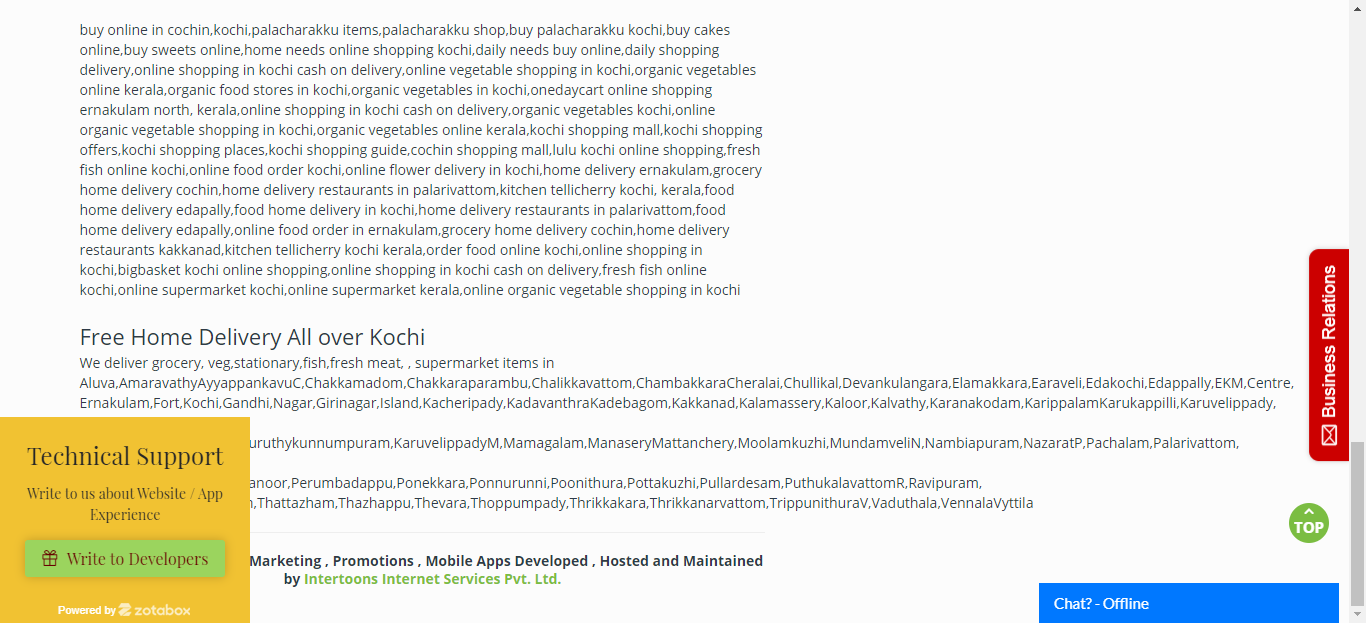 buy online in cochin,kochi,palacharakku items,palacharakku shop,buy palacharakku kochi,buy cakes
online,buy sweets online,home needs online shopping kochi,daily needs buy online,daily shopping
delivery,online shopping in kochi cash on delivery,online vegetable shopping in kochi,organic vegetables
online kerala,organic food stores in kochi,organic vegetables in kochi,onedaycart online shopping
ernakulam north, kerala,online shopping in kochi cash on delivery,organic vegetables kochi,online
organic vegetable shopping in kochi,organic vegetables online kerala,kochi shopping mall,kochi shopping
offers,kochi shopping places,kochi shopping guide,cochin shopping mall,lulu kochi online shopping,fresh
fish online kochi,online food order kochi,online flower delivery in kochi,home delivery ernakulam,grocery
home delivery cochin,home delivery restaurants in palarivattom,kitchen tellicherry kochi, kerala,food
home delivery edapally,food home delivery in kochi,home delivery restaurants in palarivattom,food
home delivery edapally,online food order in ernakulam,grocery home delivery cochin,home delivery
restaurants kakkanad,kitchen tellicherry kochi kerala,order food online kochi,online shopping in
kochi,bigbasket kochi online shopping,online shopping in kochi cash on delivery,fresh fish online
kochi,online supermarket kochi,online supermarket kerala,online organic vegetable shopping in kochi
Free Home Delivery All over Kochi
We deliver grocery, veg,stationary,fish,fresh meat, , supermarket items in
Aluva,AmaravathyAyyappankavuC,Chakkamadom,Chakkaraparambu,Chalikkavattom,ChambakkaraCheralai,Chullikal,Devankulangara,Elamakkara,Earaveli,Edakochi,Edappally,EKM,Centre,
Ernakulam,Fort,Kochi,Gandhi,Nagar,Girinagar,Island,Kacheripady,KadavanthraKadebagom,Kakkanad,Kalamassery,Kaloor,Kalvathy,Karanakodam,KarippalamKarukappilli,Karuvelippady,
uruthykunnumpuram,KaruvelippadyM,Mamagalam,ManaseryMattanchery,Moolamkuzhi,MundamveliN,Nambiapuram,NazaratP,Pachalam,Palarivattom,
anoor,Perumbadappu,Ponekkara,Ponnurunni,Poonithura,Pottakuzhi,Pullardesam,PuthukalavattomR,Ravipuram,
,Thattazham,Thazhappu,Thevara,Thoppumpady,Thrikkakara,Thrikkanarvattom,TrippunithuraV,Vaduthala,VennalaVyttila
Marketing , Promotions , Mobile Apps Developed , Hosted and Maintained
by Intertoons Internet Services Pvt. Ltd.
Technical Support
Write to us about Website / App
Experience
Write to Developers
Powered by zotabox
Business Relations
TOP
Chat? - Offline